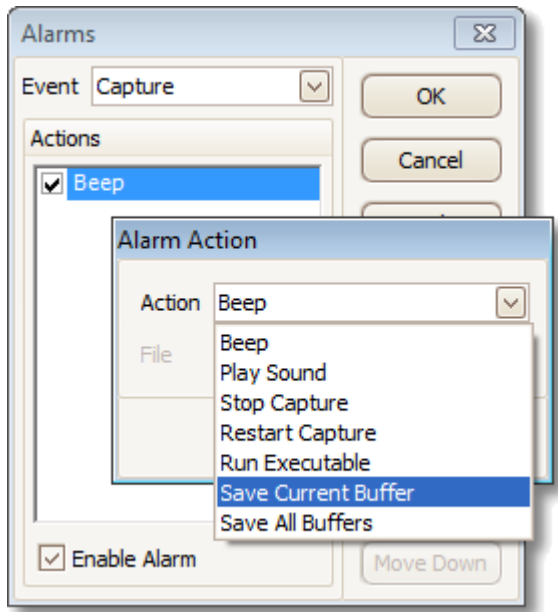 Alarms
Event Capture
OK
Actions
Cancel
Beep
Alarm Action
Action Beep
File
Beep
Play Sound
Stop Capture
Restart Capture
Run Executable
Save Current Buffer
Save All Buffers
Enable Alarm
Move Down